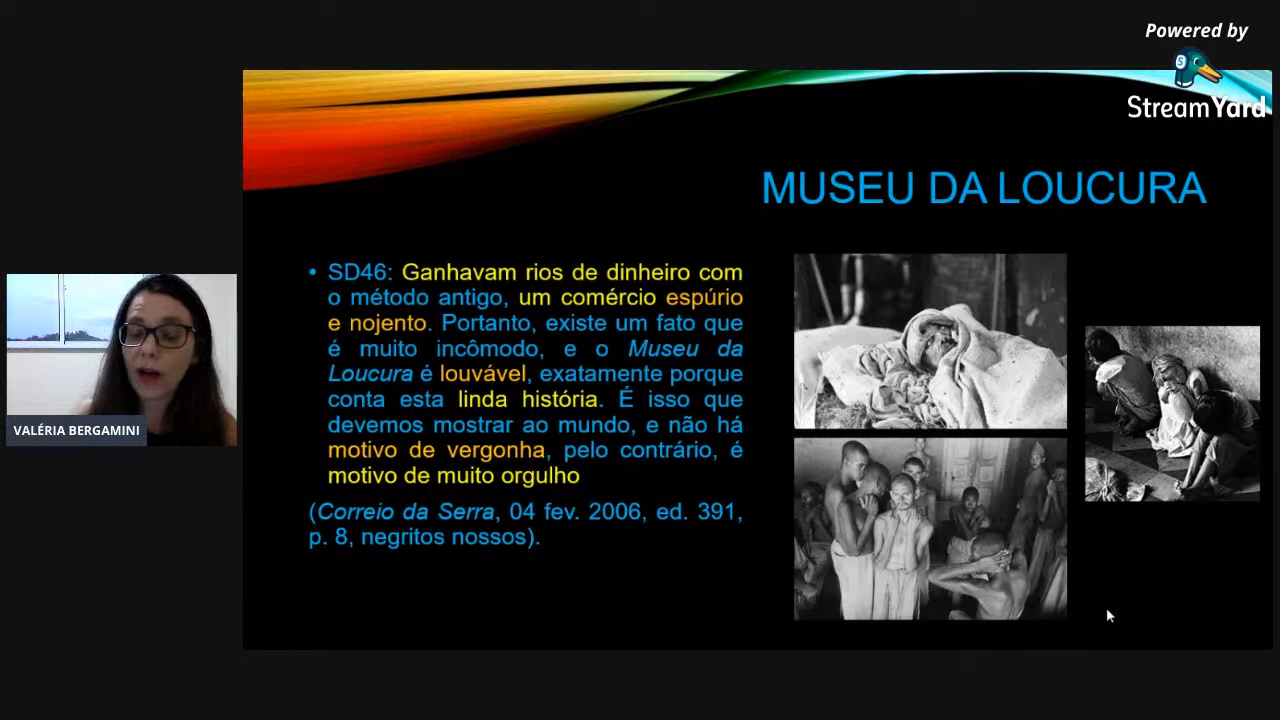 Powered by
StreamYard
MUSEU DA LOUCURA
• SD46: Ganhavam rios de dinheiro com
o método antigo, um comércio espúrio
e nojento. Portanto, existe um fato que
é muito incômodo, e o Museu da
Loucura é louvável, exatamente porque
conta esta linda história. É isso que
devemos mostrar ao mundo, e não há
motivo de vergonha, pelo contrário, é
motivo de muito orgulho
(Correio da Serra, 04 fev. 2006, ed. 391,
p. 8, negritos nossos).
VALÉRIA BERGAMINI